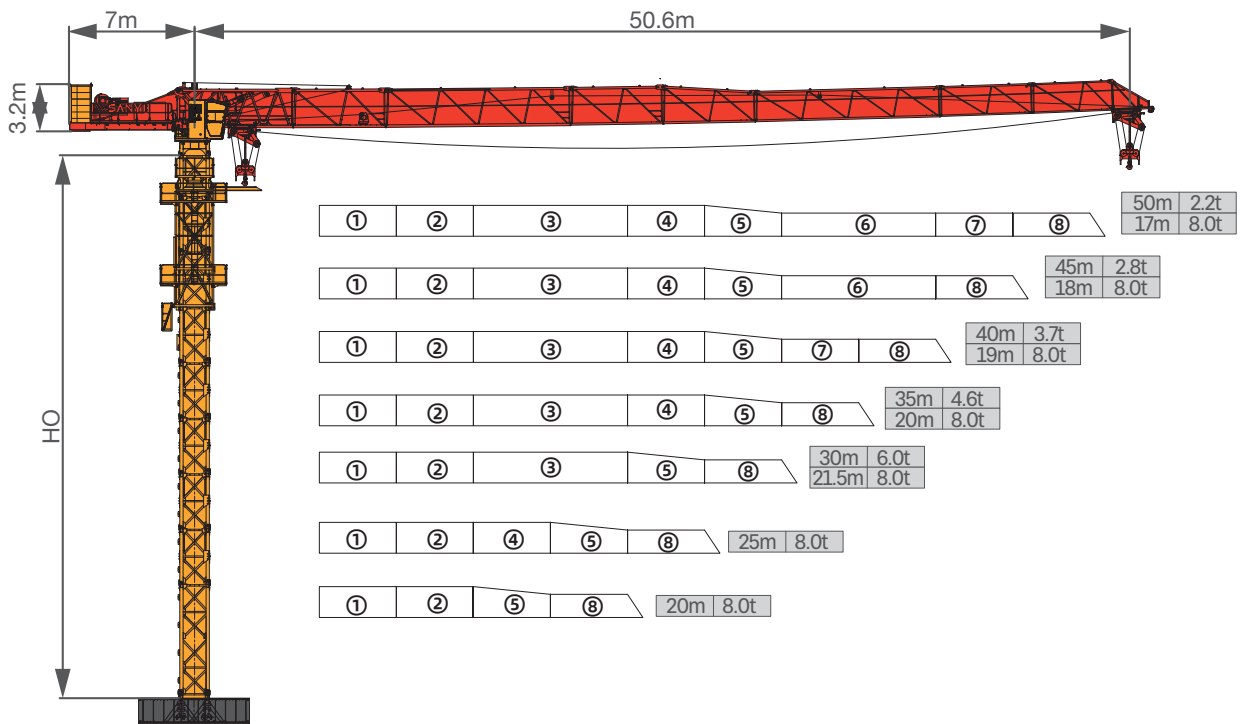 7m
50.6m
3.2m
SANY
HO
① ② ③ ④ ⑤ ⑥ ⑦ ⑧
50m 2.2t
17m 8.0t
① ② ③ ④ ⑤ ⑥ ⑧
45m 2.8t
18m 8.0t
① ② ③ ④ ⑤ ⑦ ⑧
40m 3.7t
19m 8.0t
① ② ③ ④ ⑤ ⑧
35m 4.6t
20m 8.0t
① ② ③ ⑤ ⑧
30m 6.0t
21.5m 8.0t
① ② ④ ⑤ ⑧
25m 8.0t
① ② ⑤ ⑧
20m 8.0t